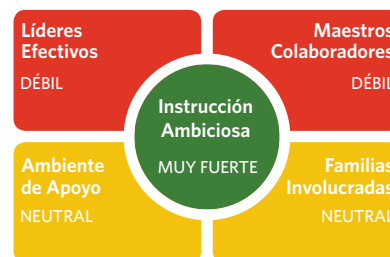 Líderes
Efectivos
DÉBIL
Maestros
Colaboradores
DÉBIL
Instrucción
Ambiciosa
MUY FUERTE
Ambiente
de Apoyo
NEUTRAL
Familias
Involucradas
NEUTRAL